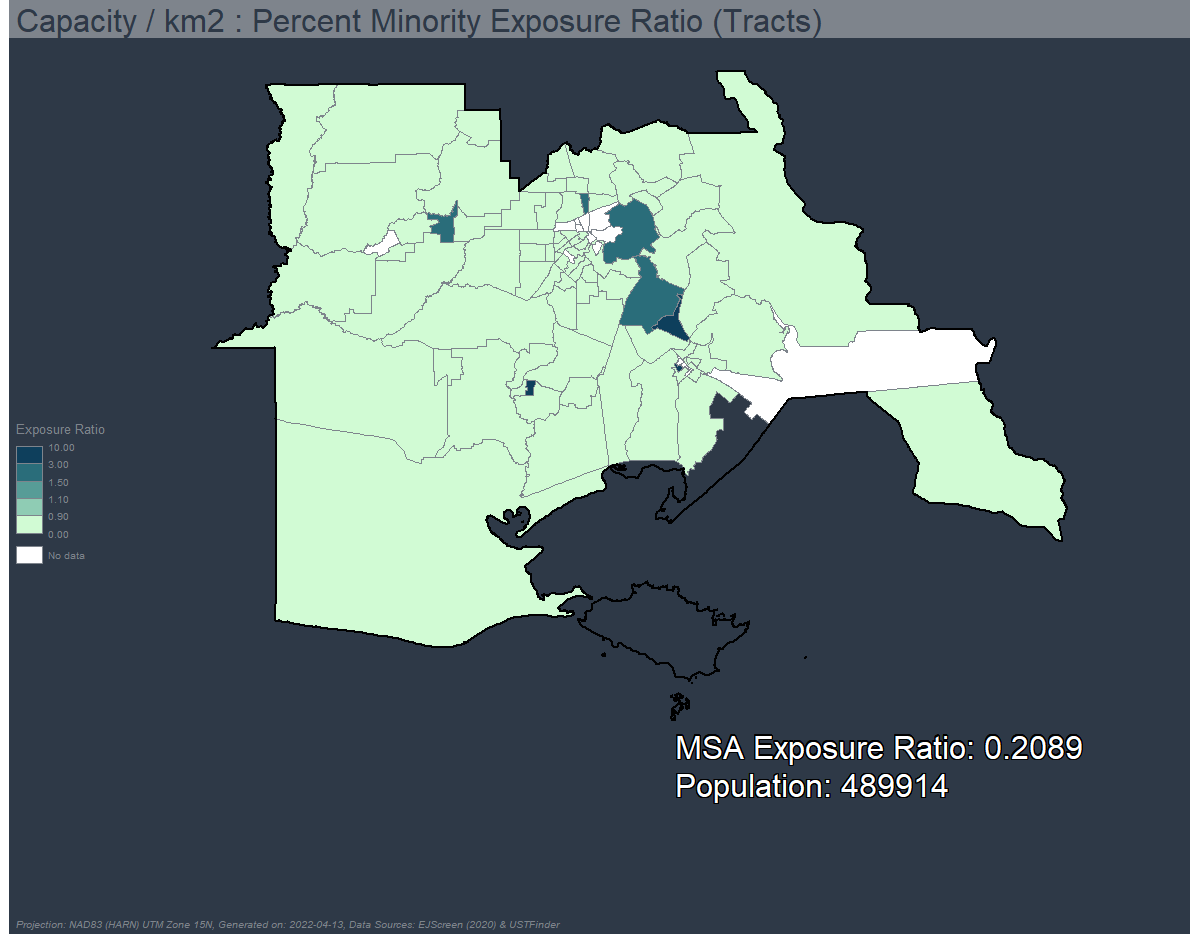 Capacity / km2 : Percent Minority Exposure Ratio (Tracts)
Exposure Ratio
10.00
3.00
1.50
1.10
0.90
0.00
No data
MSA Exposure Ratio: 0.2089
Population: 489914
Projection: NAD83 (HARN) UTM Zone 15N, Generated on: 2022-04-13, Data Sources: EJScreen (2020) & USTFinder